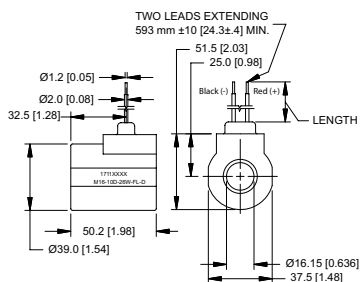 TWO LEADS EXTENDING
593 mm ±10 [24.3±.4] MIN.
51.5 [2.03]
25.0 [0.98]
Ø1.2 [0.05]
Ø2.0 [0.08]
32.5 [1.28]
Black (-)
Red (+)
LENGTH
1711XXXX
M16-10D-26W-FL-D
50.2 [1.98]
Ø39.0 [1.54]
Ø16.15 [0.636]
37.5 [1.48]